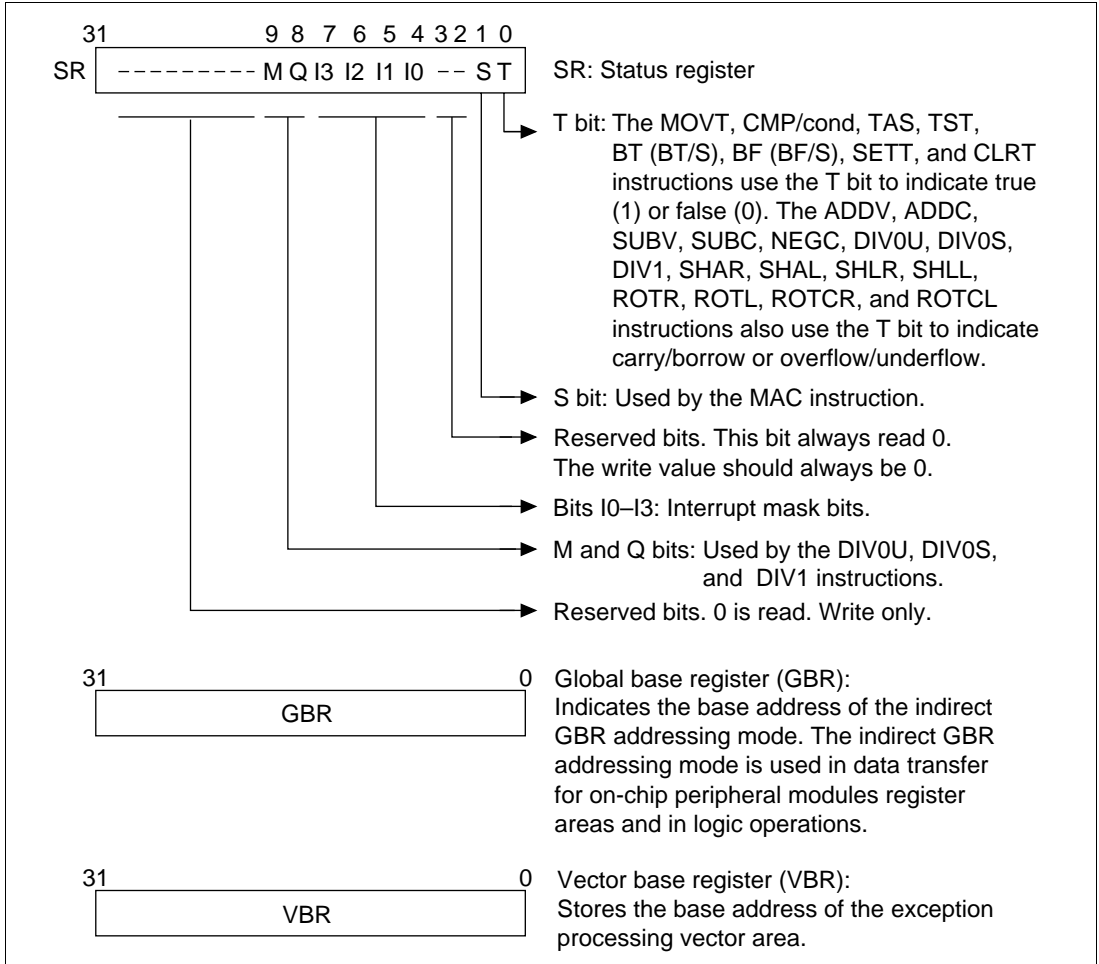 31 9 8 7 6 5 4 3 2 1 0
SR - - - - - - - - - M Q I3 I2 I1 I0 - - S T SR: Status register
T bit: The MOVT, CMP/cond, TAS, TST,
BT (BT/S), BF (BF/S), SETT, and CLRT
instructions use the T bit to indicate true
(1) or false (0). The ADDV, ADDC,
SUBV, SUBC, NEGC, DIV0U, DIV0S,
DIV1, SHAR, SHAL, SHLR, SHLL,
ROTR, ROTL, ROTCR, and ROTCL
instructions also use the T bit to indicate
carry/borrow or overflow/underflow.
S bit: Used by the MAC instruction.
Reserved bits. This bit always read 0.
The write value should always be 0.
Bits I0–I3: Interrupt mask bits.
M and Q bits: Used by the DIV0U, DIV0S,
and DIV1 instructions.
Reserved bits. 0 is read. Write only.
31 0 Global base register (GBR):
GBR Indicates the base address of the indirect
GBR addressing mode. The indirect GBR
addressing mode is used in data transfer
for on-chip peripheral modules register
areas and in logic operations.
31 0 Vector base register (VBR):
VBR Stores the base address of the exception
processing vector area.